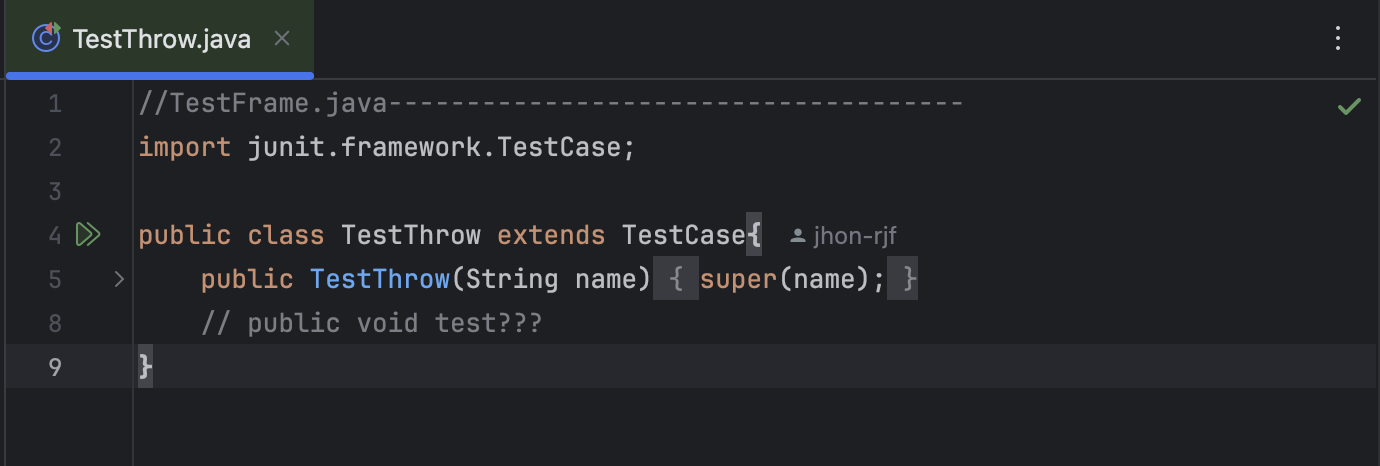 TestThrow.java
1 //TestFrame.java-------------------------------------
2 import junit.framework.TestCase;
3
4 public class TestThrow extends TestCase{ jhon-rjf
5 public TestThrow(String name) { super(name); }
8 // public void test???
9 }